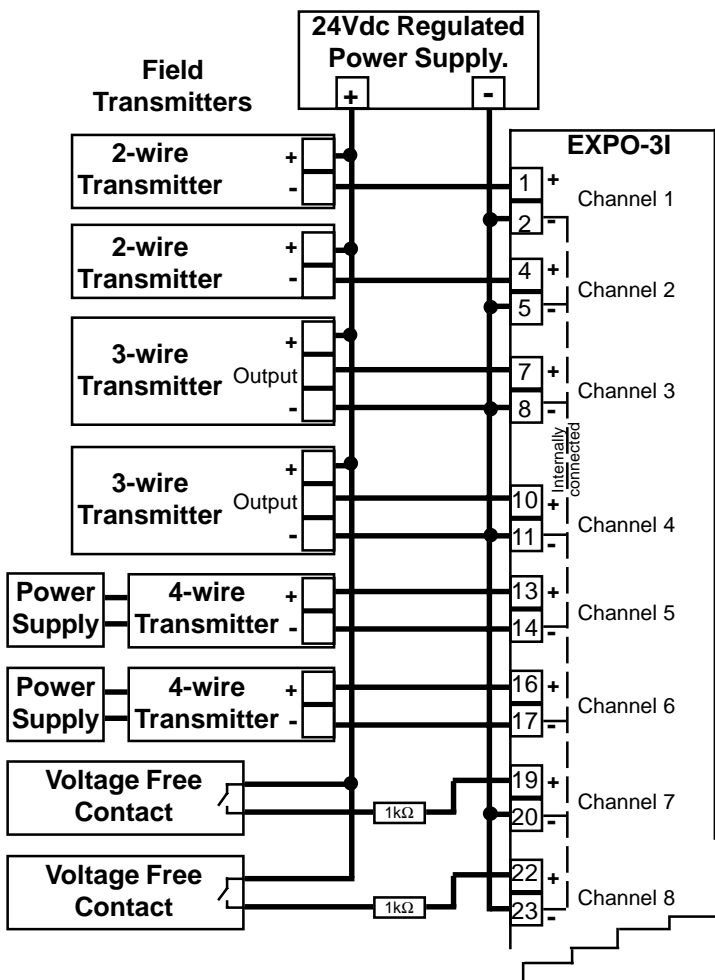 24Vdc Regulated
Power Supply.
+ -
Field
Transmitters
EXPO-3I
2-wire
Transmitter
+
-
1 +
2 -
Channel 1
2-wire
Transmitter
+
-
4 +
5 -
Channel 2
3-wire
Transmitter
+
Output
-
7 +
8 -
Channel 3
Internally
connected
3-wire
Transmitter
+
Output
-
10 +
11 -
Channel 4
Power
Supply
4-wire
Transmitter
+
-
13 +
14 -
Channel 5
Power
Supply
4-wire
Transmitter
+
-
16 +
17 -
Channel 6
Voltage Free
Contact
1kΩ
19 +
20 -
Channel 7
Voltage Free
Contact
1kΩ
22 +
23 -
Channel 8